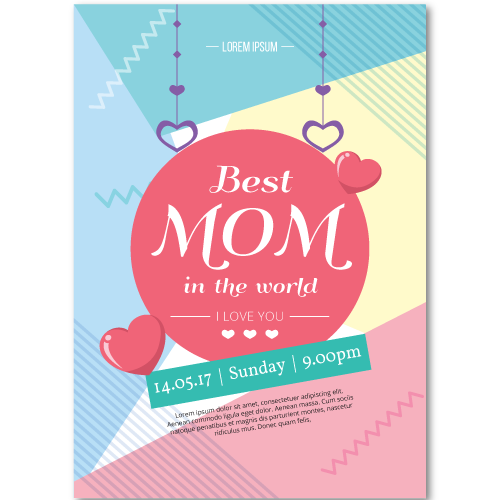 LOREM IPSUM
Best
MOM
in the world
I LOVE YOU
14.05.17 | Sunday | 9.00pm
Lorem ipsum dolor sit amet, consectetur adipiscing elit.
Aenean commodo ligula eget dolor. Aenean massa. Cum sociis
natoque penatibus et magnis dis parturient montes, nascetur
ridiculus mus. Donec quam felis.